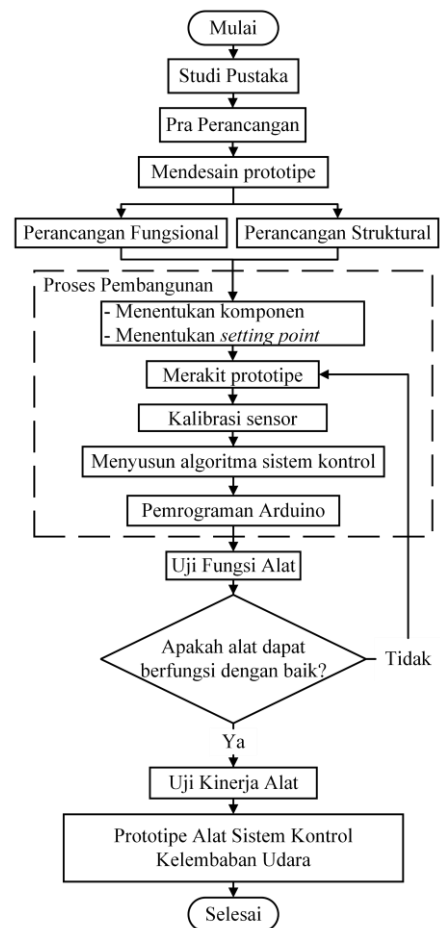 Mulai
Studi Pustaka
Pra Perancangan
Mendesain prototipe
Perancangan Fungsional
Perancangan Struktural
Proses Pembangunan
- Menentukan komponen
- Menentukan setting point
Merakit prototipe
Kalibrasi sensor
Menyusun algoritma sistem kontrol
Pemrograman Arduino
Uji Fungsi Alat
Apakah alat dapat
berfungsi dengan baik?
Tidak
Ya
Uji Kinerja Alat
Prototipe Alat Sistem Kontrol
Kelembaban Udara
Selesai